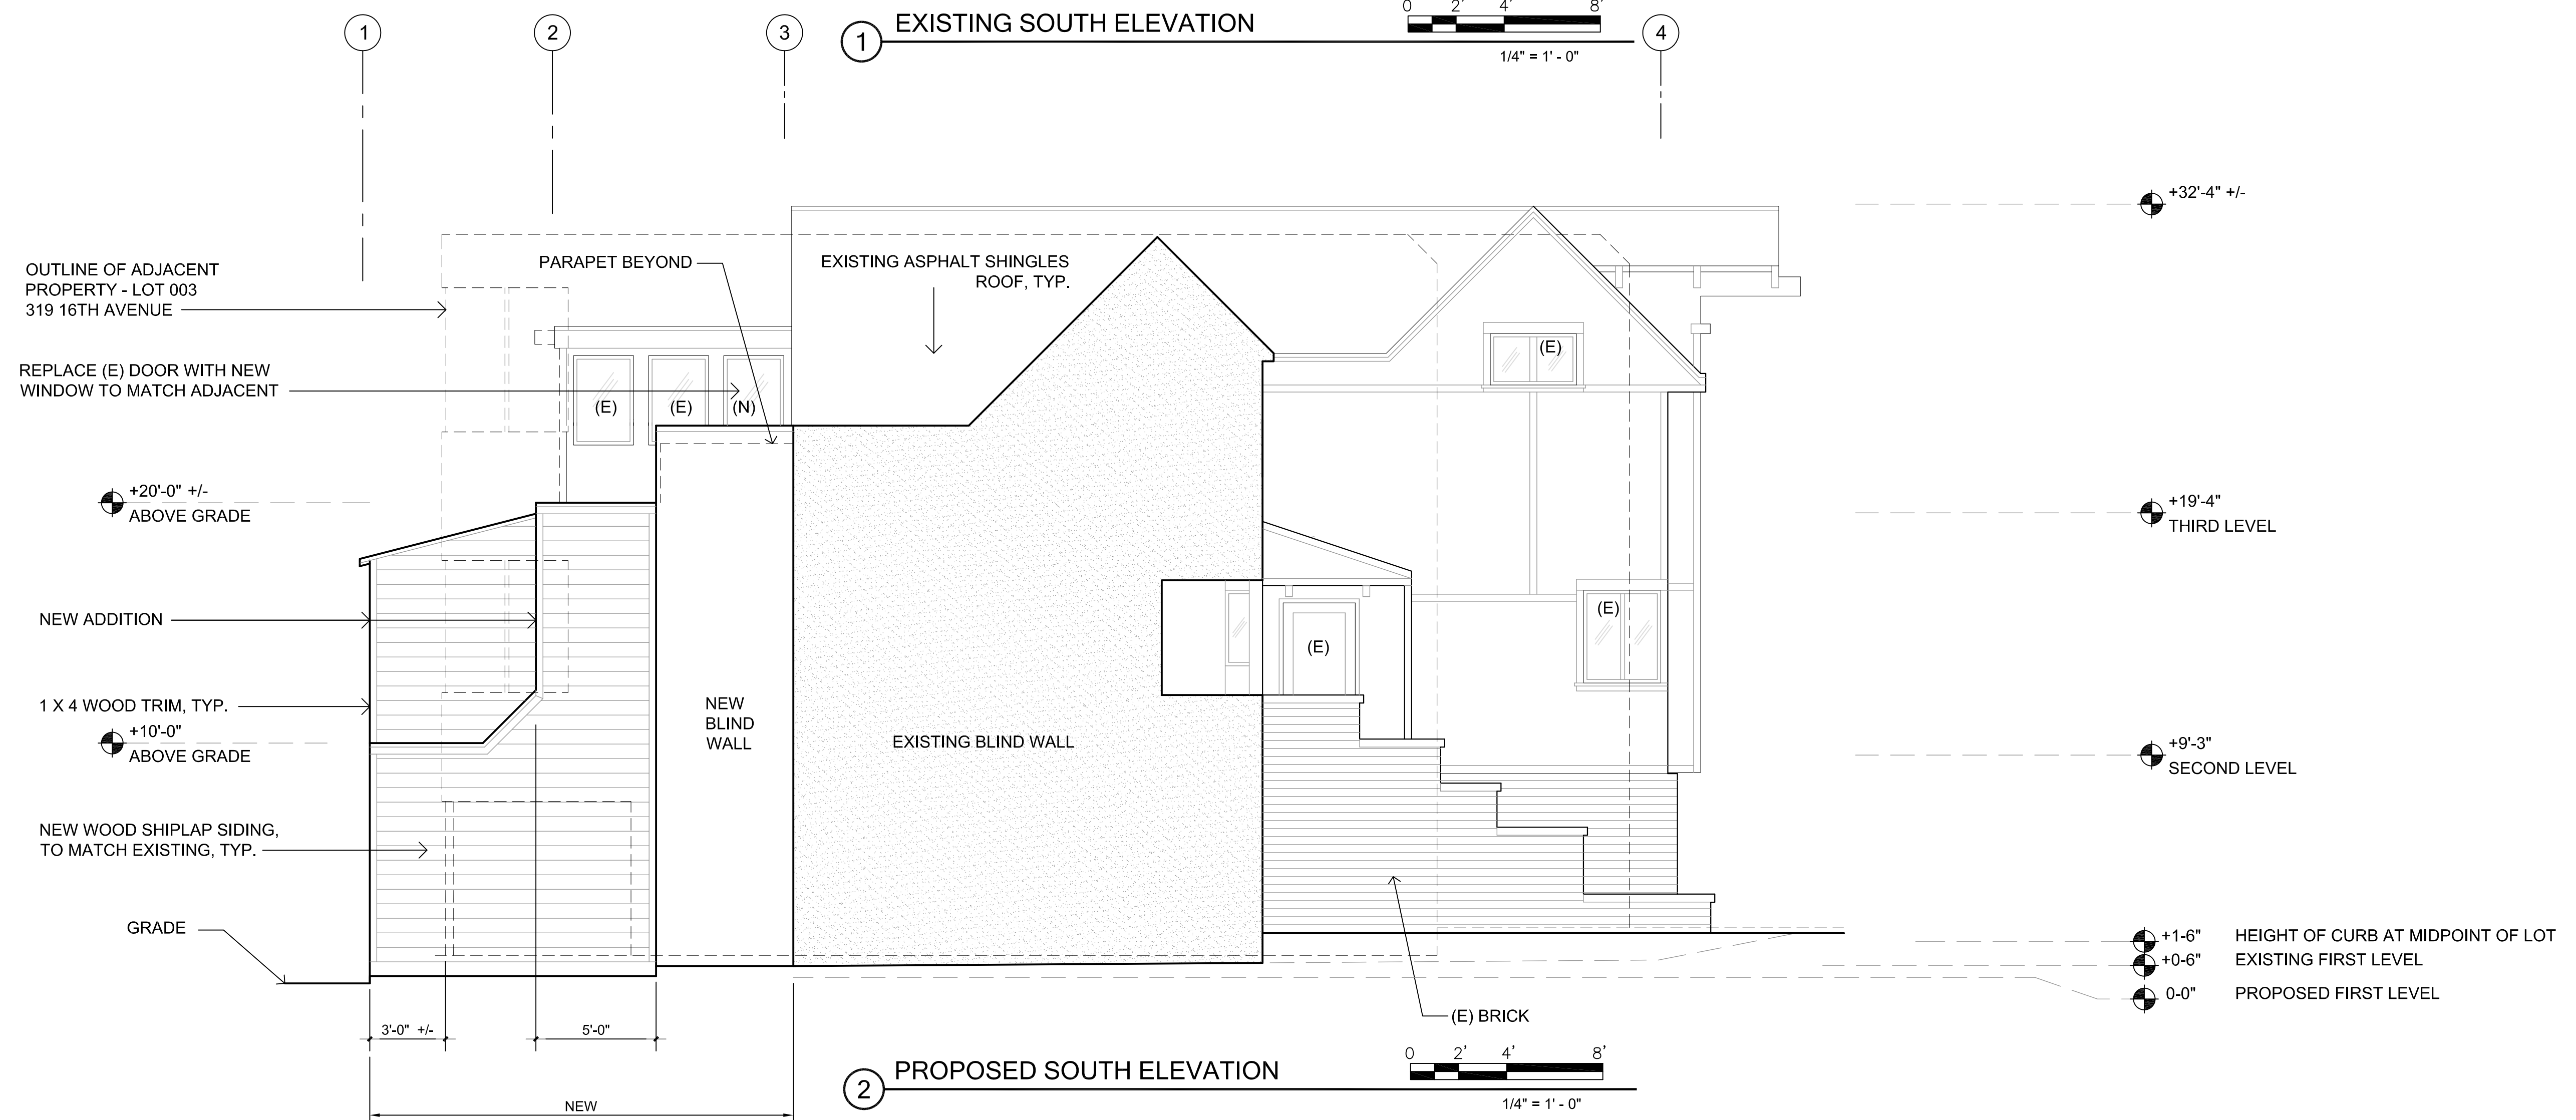 1
2
3
1
EXISTING SOUTH ELEVATION
0 2' 4' 8'
1/4" = 1' - 0"
4
+32'-4" +/-
OUTLINE OF ADJACENT
PROPERTY - LOT 003
319 16TH AVENUE
PARAPET BEYOND
EXISTING ASPHALT SHINGLES
ROOF, TYP.
(E)
REPLACE (E) DOOR WITH NEW
WINDOW TO MATCH ADJACENT
(E)
(E)
(N)
+20'-0" +/-
ABOVE GRADE
+19'-4"
THIRD LEVEL
NEW ADDITION
(E)
(E)
1 X 4 WOOD TRIM, TYP.
+10'-0"
ABOVE GRADE
NEW
BLIND
WALL
EXISTING BLIND WALL
+9'-3"
SECOND LEVEL
NEW WOOD SHIPLAP SIDING,
TO MATCH EXISTING, TYP.
GRADE
+1-6" HEIGHT OF CURB AT MIDPOINT OF LOT
+0-6" EXISTING FIRST LEVEL
0-0" PROPOSED FIRST LEVEL
(E) BRICK
3'-0" +/-
5'-0"
NEW
2
PROPOSED SOUTH ELEVATION
0 2' 4' 8'
1/4" = 1' - 0"